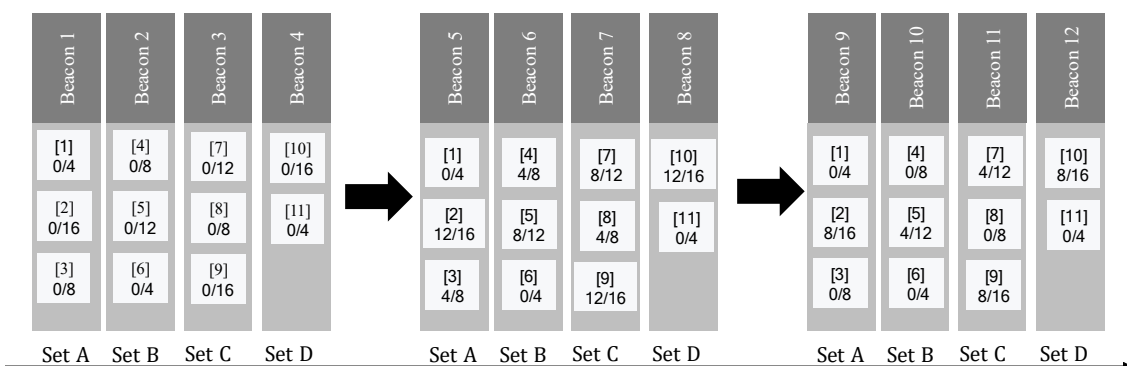 Beacon 1
Beacon 2
Beacon 3
Beacon 4
[1]
0/4
[4]
0/8
[7]
0/12
[10]
0/16
[2]
0/16
[5]
0/12
[8]
0/8
[11]
0/4
[3]
0/8
[6]
0/4
[9]
0/16
Set A
Set B
Set C
Set D
Beacon 5
Beacon 6
Beacon 7
Beacon 8
[1]
0/4
[4]
4/8
[7]
8/12
[10]
12/16
[2]
12/16
[5]
8/12
[8]
4/8
[11]
0/4
[3]
4/8
[6]
0/4
[9]
12/16
Set A
Set B
Set C
Set D
Beacon 9
Beacon 10
Beacon 11
Beacon 12
[1]
0/4
[4]
0/8
[7]
4/12
[10]
8/16
[2]
8/16
[5]
4/12
[8]
0/8
[11]
0/4
[3]
0/8
[6]
0/4
[9]
8/16
Set A
Set B
Set C
Set D